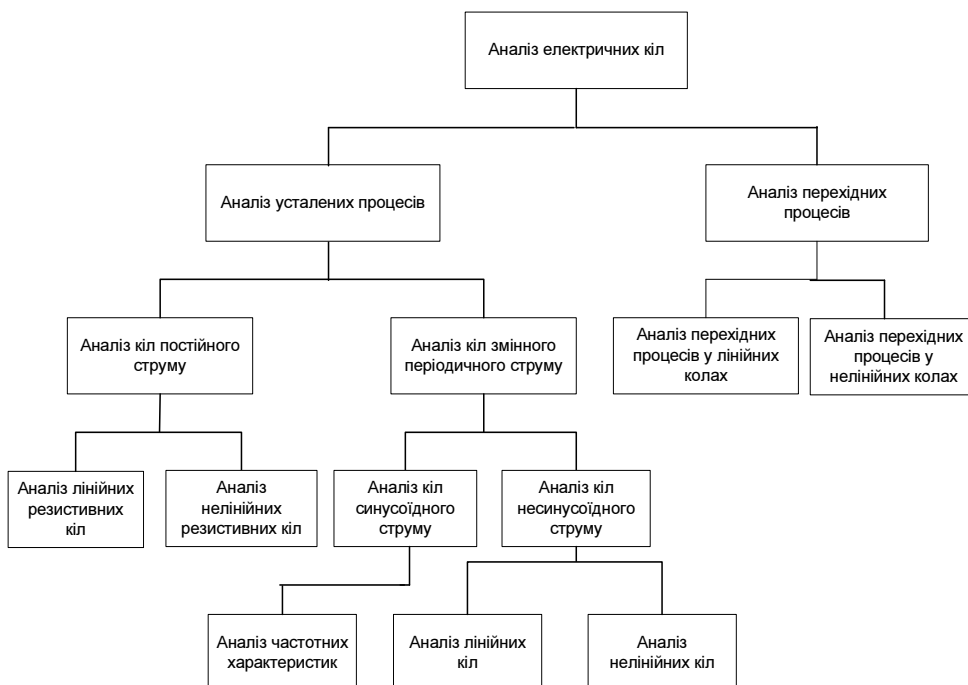 Аналіз електричних кіл
Аналіз усталених процесів
Аналіз перехідних
процесів
Аналіз кіл постійного
струму
Аналіз кіл змінного
періодичного струму
Аналіз перехідних
процесів у лінійних
колах
Аналіз перехідних
процесів у
нелінійних колах
Аналіз лінійних
резистивних
кіл
Аналіз
нелінійних
резистивних кіл
Аналіз кіл
синусоїдного
струму
Аналіз кіл
несинусоїдного
струму
Аналіз частотних
характеристик
Аналіз лінійних
кіл
Аналіз
нелінійних кіл